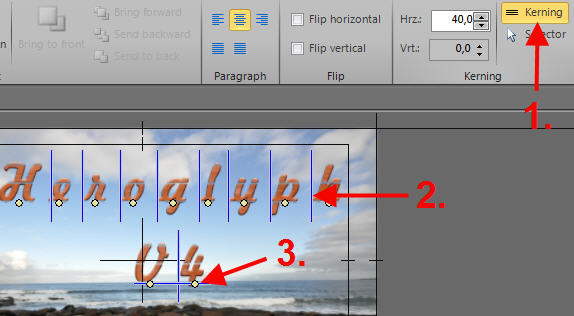 Bring to front
Bring forward
Send backward
Send to back
Paragraph
Flip horizontal
Flip vertical
Flip
Hrz.: 40,0
Vrt.: 0,0
Kerning
Kerning
Selector
1.
Heroglyph
2.
V4
3.